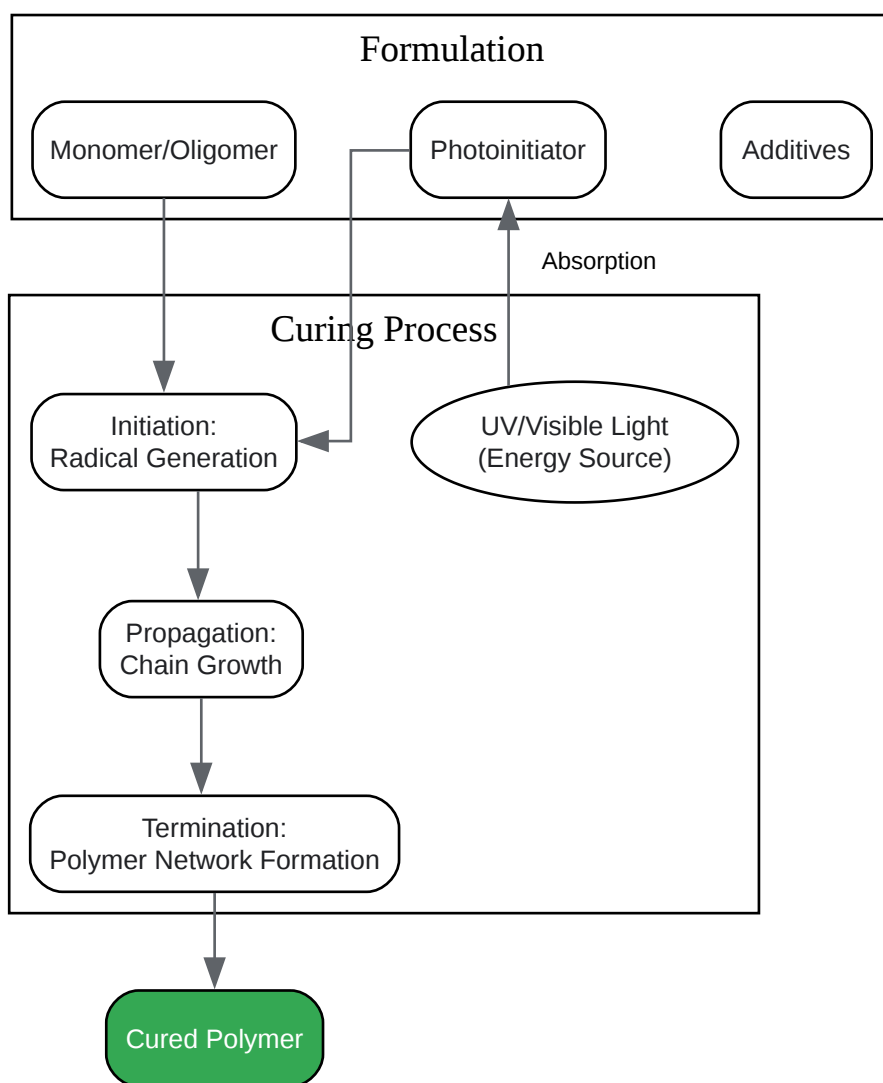 Formulation
Monomer/Oligomer
Photoinitiator
Additives
Absorption
Curing Process
Initiation:
Radical Generation
UV/Visible Light
(Energy Source)
Propagation:
Chain Growth
Termination:
Polymer Network Formation
Cured Polymer